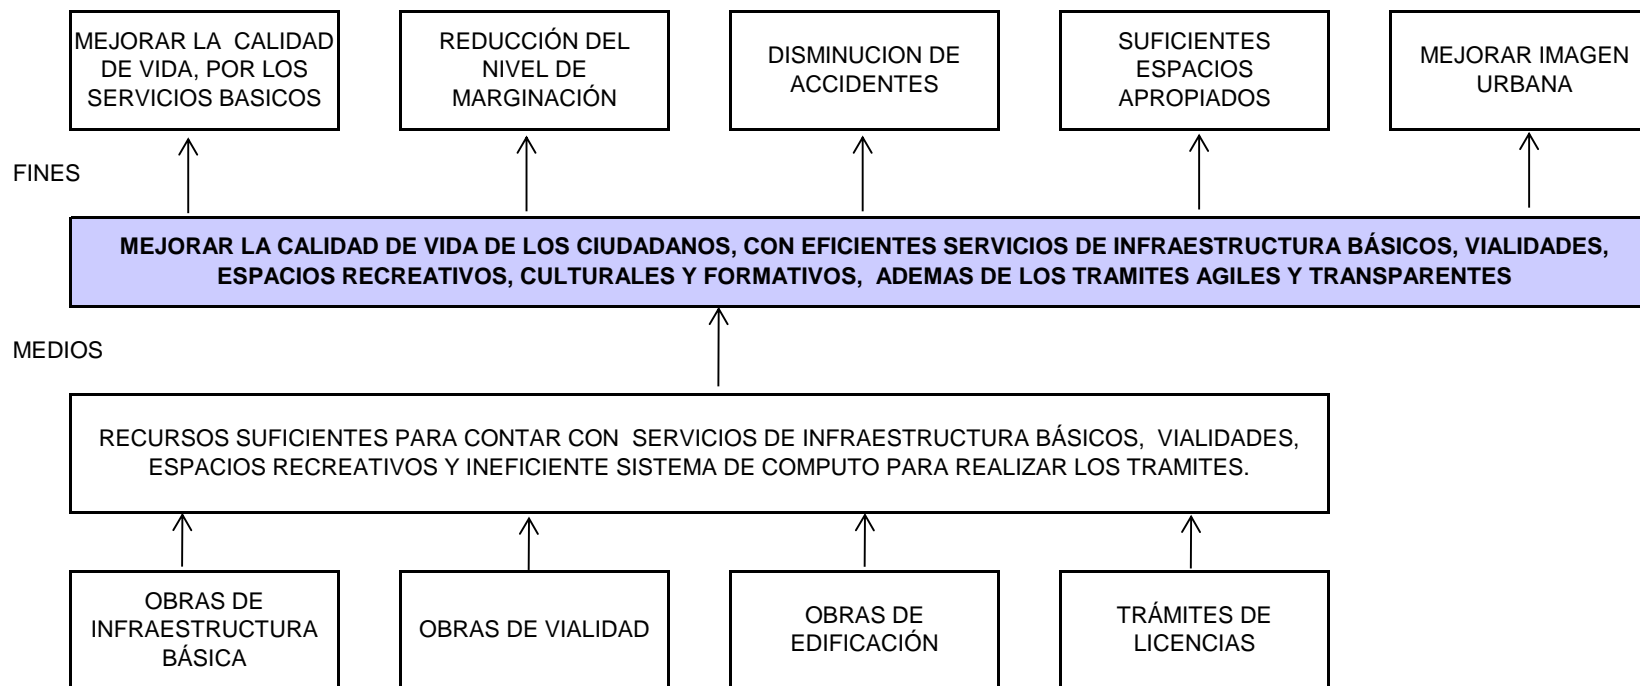 MEJORAR LA  CALIDAD
DE VIDA, POR LOS
SERVICIOS BASICOS
REDUCCIÓN DEL
NIVEL DE
MARGINACIÓN
DISMINUCION DE
ACCIDENTES
SUFICIENTES
ESPACIOS
APROPIADOS
MEJORAR IMAGEN
URBANA
FINES
MEJORAR LA CALIDAD DE VIDA DE LOS CIUDADANOS, CON EFICIENTES SERVICIOS DE INFRAESTRUCTURA BÁSICOS, VIALIDADES,
ESPACIOS RECREATIVOS, CULTURALES Y FORMATIVOS,  ADEMAS DE LOS TRAMITES AGILES Y TRANSPARENTES
MEDIOS
RECURSOS SUFICIENTES PARA CONTAR CON  SERVICIOS DE INFRAESTRUCTURA BÁSICOS,  VIALIDADES,
ESPACIOS RECREATIVOS Y INEFICIENTE SISTEMA DE COMPUTO PARA REALIZAR LOS TRAMITES.
OBRAS DE
INFRAESTRUCTURA
BÁSICA
OBRAS DE VIALIDAD
OBRAS DE
EDIFICACIÓN
TRÁMITES DE
LICENCIAS